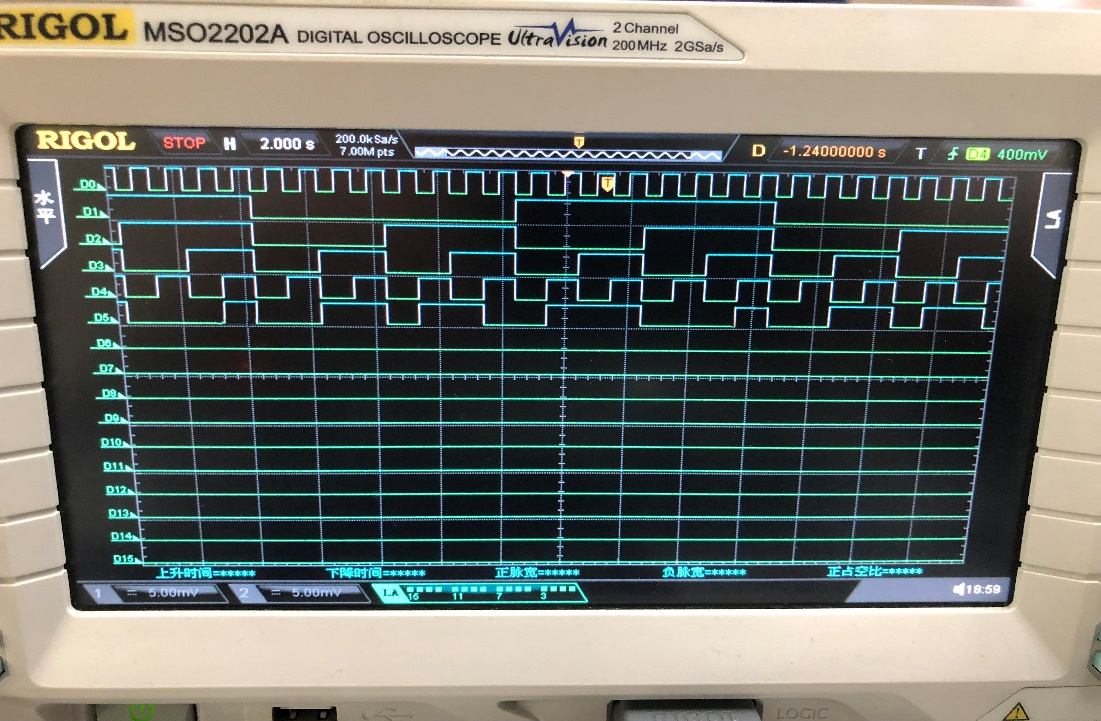 RIGOL MSO2202A DIGITAL OSCILLOSCOPE UltraVision 2 Channel
200MHz 2GSa/s
RIGOL STOP H 2.000 s 200.0kSa/s
7.00M pts
T
D -1.24000000 s T D4 400mV
水平
LA
T
D0
D1
D2
D3
D4
D5
D6
D7
D8
D9
D10
D11
D12
D13
D14
D15
上升时间=***** 下降时间=***** 正脉宽=***** 负脉宽=***** 正占空比=*****
1 5.00mV 2 5.00mV LA 15 11 7 3 18:59
RIGOL LOGIC